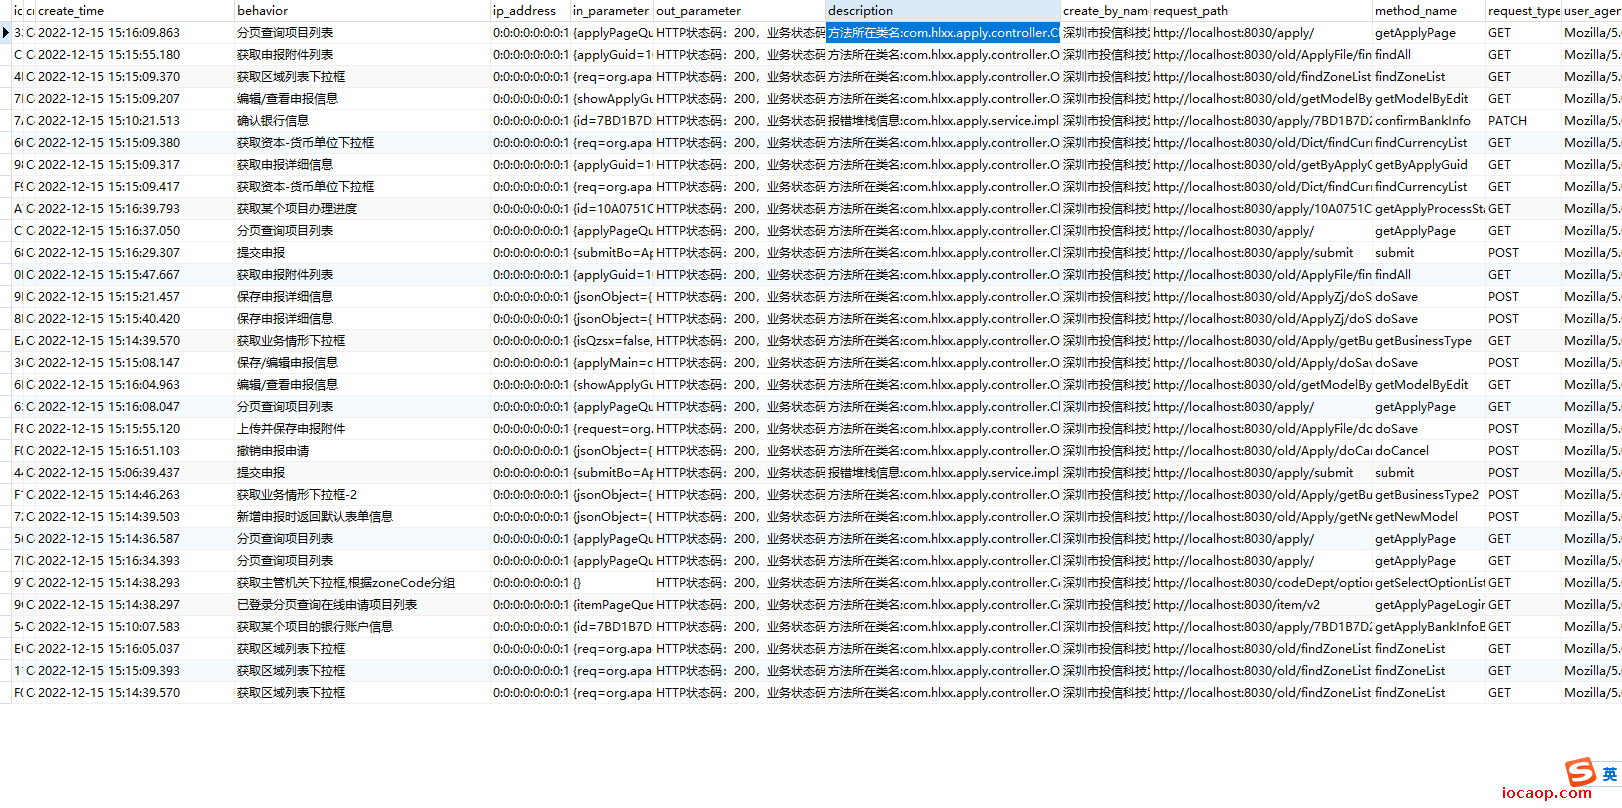 ic cr create_time behavior ip_address in_parameter out_parameter description create_by_name request_path method_name request_type user_agen
3: C 2022-12-15 15:16:09.863 分页查询项目列表 0:0:0:0:0:0:0:1 {applyPageQu HTTP状态码：200，业务状态码 方法所在类名:com.hlxx.apply.controller.Cl 深圳市投信科技 http://localhost:8030/apply/ getApplyPage GET Mozilla/5.
C C 2022-12-15 15:15:55.180 获取申报附件列表 0:0:0:0:0:0:0:1 {applyGuid=1 HTTP状态码：200，业务状态码 方法所在类名:com.hlxx.apply.controller.O 深圳市投信科技 http://localhost:8030/old/ApplyFile/fin findAll GET Mozilla/5.
4 C 2022-12-15 15:15:09.370 获取区域列表下拉框 0:0:0:0:0:0:0:1 {req=org.apa HTTP状态码：200，业务状态码 方法所在类名:com.hlxx.apply.controller.O 深圳市投信科技 http://localhost:8030/old/findZoneList findZoneList GET Mozilla/5.
7 C 2022-12-15 15:15:09.207 编辑/查看申报信息 0:0:0:0:0:0:0:1 {showApplyGu HTTP状态码：200，业务状态码 方法所在类名:com.hlxx.apply.controller.O 深圳市投信科技 http://localhost:8030/old/getModelBy getModelByEdit GET Mozilla/5.
7 C 2022-12-15 15:10:21.513 确认银行信息 0:0:0:0:0:0:0:1 {id=7BD1B7D HTTP状态码：200，业务状态码 报错堆栈信息:com.hlxx.apply.service.impl 深圳市投信科技 http://localhost:8030/apply/7BD1B7D2 confirmBankInfo PATCH Mozilla/5.
6 C 2022-12-15 15:15:09.380 获取资本-货币单位下拉框 0:0:0:0:0:0:0:1 {req=org.apa HTTP状态码：200，业务状态码 方法所在类名:com.hlxx.apply.controller.O 深圳市投信科技 http://localhost:8030/old/Dict/findCurr findCurrencyList GET Mozilla/5.
9 C 2022-12-15 15:15:09.317 获取申报详细信息 0:0:0:0:0:0:0:1 {applyGuid=1 HTTP状态码：200，业务状态码 方法所在类名:com.hlxx.apply.controller.O 深圳市投信科技 http://localhost:8030/old/getByApplyG getByApplyGuid GET Mozilla/5.
F C 2022-12-15 15:15:09.417 获取资本-货币单位下拉框 0:0:0:0:0:0:0:1 {req=org.apa HTTP状态码：200，业务状态码 方法所在类名:com.hlxx.apply.controller.O 深圳市投信科技 http://localhost:8030/old/Dict/findCurr findCurrencyList GET Mozilla/5.
A C 2022-12-15 15:16:39.793 获取某个项目办理进度 0:0:0:0:0:0:0:1 {id=10A0751C HTTP状态码：200，业务状态码 方法所在类名:com.hlxx.apply.controller.Cl 深圳市投信科技 http://localhost:8030/apply/10A0751C getApplyProcessSta GET Mozilla/5.
C C 2022-12-15 15:16:37.050 分页查询项目列表 0:0:0:0:0:0:0:1 {applyPageQu HTTP状态码：200，业务状态码 方法所在类名:com.hlxx.apply.controller.Cl 深圳市投信科技 http://localhost:8030/apply/ getApplyPage GET Mozilla/5.
6 C 2022-12-15 15:16:29.307 提交申报 0:0:0:0:0:0:0:1 {submitBo=Ap HTTP状态码：200，业务状态码 方法所在类名:com.hlxx.apply.controller.Cl 深圳市投信科技 http://localhost:8030/apply/submit submit POST Mozilla/5.
0 C 2022-12-15 15:15:47.667 获取申报附件列表 0:0:0:0:0:0:0:1 {applyGuid=1 HTTP状态码：200，业务状态码 方法所在类名:com.hlxx.apply.controller.O 深圳市投信科技 http://localhost:8030/old/ApplyFile/fin findAll GET Mozilla/5.
9 C 2022-12-15 15:15:21.457 保存申报详细信息 0:0:0:0:0:0:0:1 {jsonObject={ HTTP状态码：200，业务状态码 方法所在类名:com.hlxx.apply.controller.O 深圳市投信科技 http://localhost:8030/old/ApplyZj/doS doSave POST Mozilla/5.
8 C 2022-12-15 15:15:40.420 保存申报详细信息 0:0:0:0:0:0:0:1 {jsonObject={ HTTP状态码：200，业务状态码 方法所在类名:com.hlxx.apply.controller.O 深圳市投信科技 http://localhost:8030/old/ApplyZj/doS doSave POST Mozilla/5.
E C 2022-12-15 15:14:39.570 获取业务情形下拉框 0:0:0:0:0:0:0:1 {isQzsx=false, HTTP状态码：200，业务状态码 方法所在类名:com.hlxx.apply.controller.O 深圳市投信科技 http://localhost:8030/old/Apply/getBu getBusinessType GET Mozilla/5.
3 C 2022-12-15 15:15:08.147 保存/编辑申报信息 0:0:0:0:0:0:0:1 {applyMain=c HTTP状态码：200，业务状态码 方法所在类名:com.hlxx.apply.controller.O 深圳市投信科技 http://localhost:8030/old/Apply/doSav doSave POST Mozilla/5.
6 C 2022-12-15 15:16:04.963 编辑/查看申报信息 0:0:0:0:0:0:0:1 {showApplyGu HTTP状态码：200，业务状态码 方法所在类名:com.hlxx.apply.controller.O 深圳市投信科技 http://localhost:8030/old/getModelBy getModelByEdit GET Mozilla/5.
6 C 2022-12-15 15:16:08.047 分页查询项目列表 0:0:0:0:0:0:0:1 {applyPageQu HTTP状态码：200，业务状态码 方法所在类名:com.hlxx.apply.controller.Cl 深圳市投信科技 http://localhost:8030/apply/ getApplyPage GET Mozilla/5.
F C 2022-12-15 15:15:55.120 上传并保存申报附件 0:0:0:0:0:0:0:1 {request=org. HTTP状态码：200，业务状态码 方法所在类名:com.hlxx.apply.controller.O 深圳市投信科技 http://localhost:8030/old/ApplyFile/dc doSave POST Mozilla/5.
F C 2022-12-15 15:16:51.103 撤销申报申请 0:0:0:0:0:0:0:1 {jsonObject={ HTTP状态码：200，业务状态码 方法所在类名:com.hlxx.apply.controller.O 深圳市投信科技 http://localhost:8030/old/Apply/doCar doCancel POST Mozilla/5.
4 C 2022-12-15 15:06:39.437 提交申报 0:0:0:0:0:0:0:1 {submitBo=Ap HTTP状态码：200，业务状态码 报错堆栈信息:com.hlxx.apply.service.impl 深圳市投信科技 http://localhost:8030/apply/submit submit POST Mozilla/5.
F C 2022-12-15 15:14:46.263 获取业务情形下拉框-2 0:0:0:0:0:0:0:1 {jsonObject={ HTTP状态码：200，业务状态码 方法所在类名:com.hlxx.apply.controller.O 深圳市投信科技 http://localhost:8030/old/Apply/getBu getBusinessType2 POST Mozilla/5.
7 C 2022-12-15 15:14:39.503 新增申报时返回默认表单信息 0:0:0:0:0:0:0:1 {jsonObject={ HTTP状态码：200，业务状态码 方法所在类名:com.hlxx.apply.controller.O 深圳市投信科技 http://localhost:8030/old/Apply/getNe getNewModel POST Mozilla/5.
5 C 2022-12-15 15:14:36.587 分页查询项目列表 0:0:0:0:0:0:0:1 {applyPageQu HTTP状态码：200，业务状态码 方法所在类名:com.hlxx.apply.controller.Cl 深圳市投信科技 http://localhost:8030/apply/ getApplyPage GET Mozilla/5.
7 C 2022-12-15 15:16:34.393 分页查询项目列表 0:0:0:0:0:0:0:1 {applyPageQu HTTP状态码：200，业务状态码 方法所在类名:com.hlxx.apply.controller.Cl 深圳市投信科技 http://localhost:8030/apply/ getApplyPage GET Mozilla/5.
9 C 2022-12-15 15:14:38.293 获取主管机关下拉框,根据zoneCode分组 0:0:0:0:0:0:0:1 {} HTTP状态码：200，业务状态码 方法所在类名:com.hlxx.apply.controller.Co 深圳市投信科技 http://localhost:8030/codeDept/option getSelectOptionList GET Mozilla/5.
9 C 2022-12-15 15:14:38.297 已登录分页查询在线申请项目列表 0:0:0:0:0:0:0:1 {itemPageQue HTTP状态码：200，业务状态码 方法所在类名:com.hlxx.apply.controller.Co 深圳市投信科技 http://localhost:8030/item/v2 getApplyPageLogin GET Mozilla/5.
5 C 2022-12-15 15:10:07.583 获取某个项目的银行账户信息 0:0:0:0:0:0:0:1 {id=7BD1B7D HTTP状态码：200，业务状态码 方法所在类名:com.hlxx.apply.controller.Cl 深圳市投信科技 http://localhost:8030/apply/7BD1B7D2 getApplyBankInfoB GET Mozilla/5.
E C 2022-12-15 15:16:05.037 获取区域列表下拉框 0:0:0:0:0:0:0:1 {req=org.apa HTTP状态码：200，业务状态码 方法所在类名:com.hlxx.apply.controller.O 深圳市投信科技 http://localhost:8030/old/findZoneList findZoneList GET Mozilla/5.
1 C 2022-12-15 15:15:09.393 获取区域列表下拉框 0:0:0:0:0:0:0:1 {req=org.apa HTTP状态码：200，业务状态码 方法所在类名:com.hlxx.apply.controller.O 深圳市投信科技 http://localhost:8030/old/findZoneList findZoneList GET Mozilla/5.
F C 2022-12-15 15:14:39.570 获取区域列表下拉框 0:0:0:0:0:0:0:1 {req=org.apa HTTP状态码：200，业务状态码 方法所在类名:com.hlxx.apply.controller.O 深圳市投信科技 http://localhost:8030/old/findZoneList findZoneList GET Mozilla/5.
S 英
iocaop.com